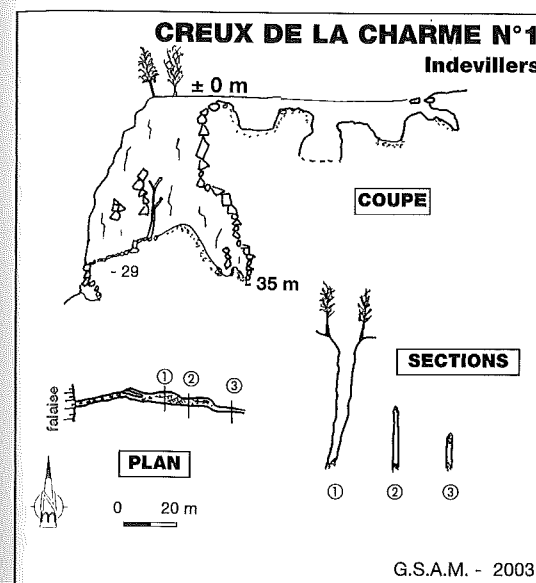 CREUX DE LA CHARME N°1
Indevillers
± 0 m
COUPE
- 29
- 35 m
SECTIONS
① ② ③
falaise
PLAN
① ② ③
0 20 m
G.S.A.M. - 2003